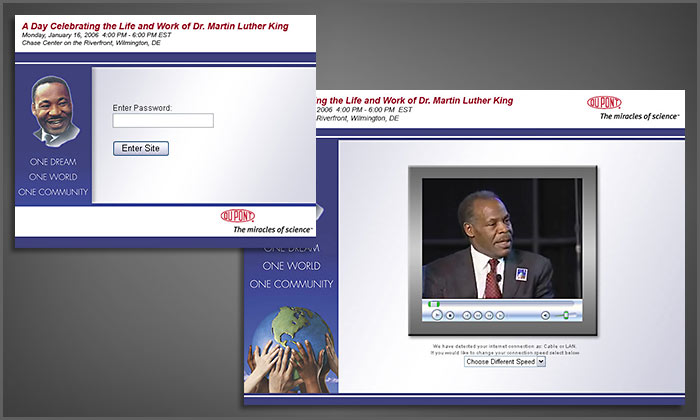 A Day Celebrating the Life and Work of Dr. Martin Luther King
Monday, January 16, 2006 4:00 PM - 6:00 PM EST
Chase Center on the Riverfront, Wilmington, DE
Enter Password:
Enter Site
ONE DREAM
ONE WORLD
ONE COMMUNITY
DUPONT
The miracles of science™
ing the Life and Work of Dr. Martin Luther King
2006 4:00 PM - 6:00 PM EST
Riverfront, Wilmington, DE
DUPONT
The miracles of science™
ONE DREAM
ONE WORLD
ONE COMMUNITY
We have detected your internet connection as: Cable or LAN.
If you would like to change your connection speed select below
Choose Different Speed